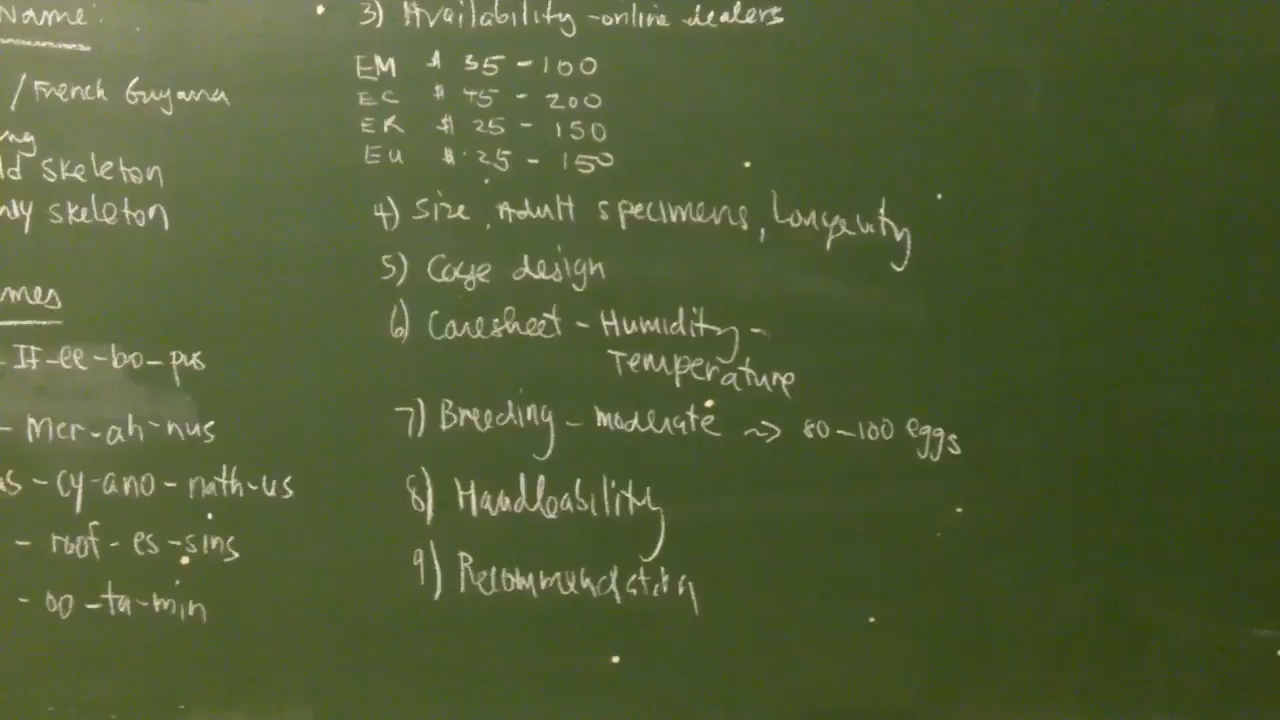 Name:
/French Guyana
ng
ld skeleton
skeleton
mes
-If-ee-bo-pus
- Mer-ah-nus
us - cy-ano-nath-us
- roof-es-sins
- oo-ta-min
3) Availability -online dealers
EM $ 35 - 100
EC $ 45 - 200
ER $ 25 - 150
EU $ 25 - 150
4) Size, Adult specimens, Longevity
5) Cage design
6) Caresheet - Humidity -
Temperature
7) Breeding - moderate ~> 80-100 eggs
8) Handleability
9) Recommendation